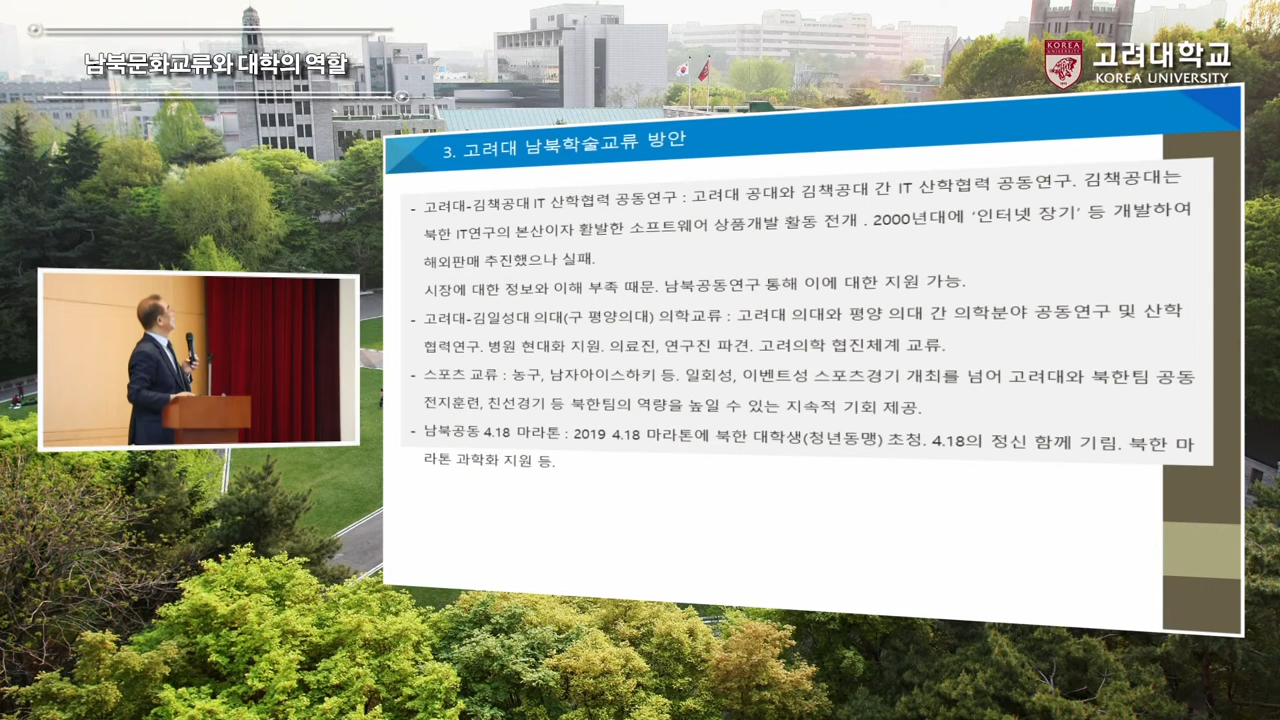 남북문화교류와 대학의 역할
KOREA
UNIVERSITY
고려대학교
KOREA UNIVERSITY
3. 고려대 남북학술교류 방안
- 고려대-김책공대 IT 산학협력 공동연구 : 고려대 공대와 김책공대 간 IT 산학협력 공동연구. 김책공대는
북한 IT연구의 본산이자 활발한 소프트웨어 상품개발 활동 전개 . 2000년대에 ‘인터넷 장기’ 등 개발하여
해외판매 추진했으나 실패.
시장에 대한 정보와 이해 부족 때문. 남북공동연구 통해 이에 대한 지원 가능.
- 고려대-김일성대 의대(구 평양의대) 의학교류 : 고려대 의대와 평양 의대 간 의학분야 공동연구 및 산학
협력연구. 병원 현대화 지원. 의료진, 연구진 파견. 고려의학 협진체계 교류.
- 스포츠 교류 : 농구, 남자아이스하키 등. 일회성, 이벤트성 스포츠경기 개최를 넘어 고려대와 북한팀 공동
전지훈련, 친선경기 등 북한팀의 역량을 높일 수 있는 지속적 기회 제공.
- 남북공동 4.18 마라톤 : 2019 4.18 마라톤에 북한 대학생(청년동맹) 초청. 4.18의 정신 함께 기림. 북한 마
라톤 과학화 지원 등.